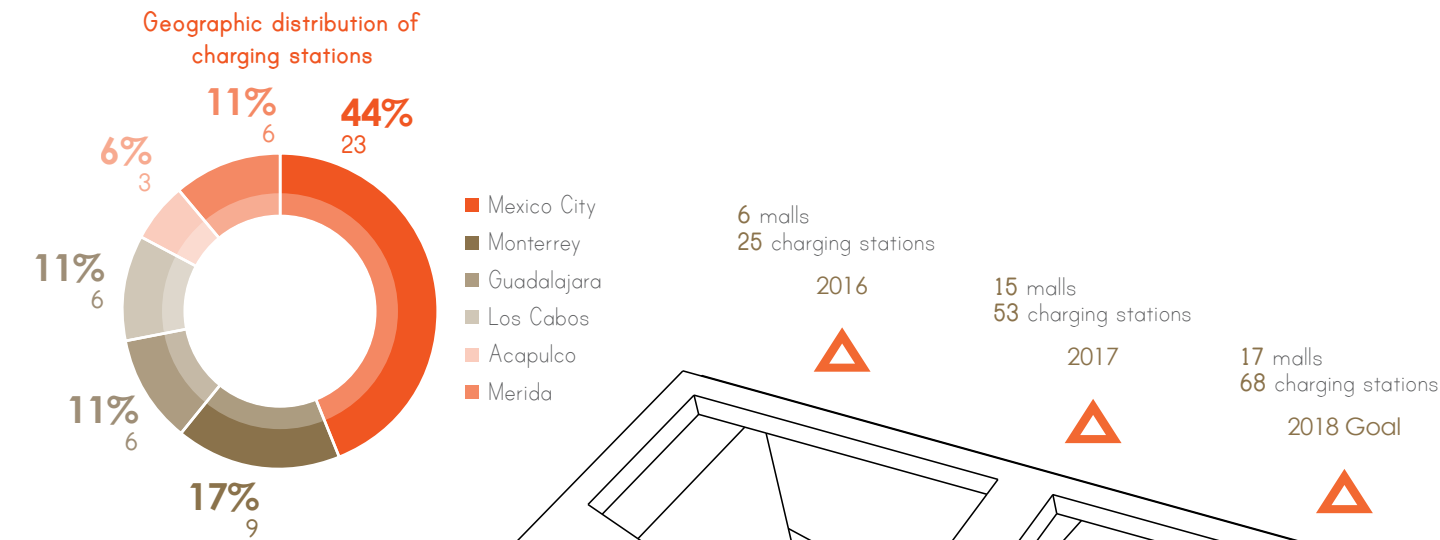 Geographic distribution of
charging stations
11%
6
44%
23
6%
3
11%
6
11%
6
17%
9
Mexico City
Monterrey
Guadalajara
Los Cabos
Acapulco
Merida
6 malls
25 charging stations
2016
15 malls
53 charging stations
2017
17 malls
68 charging stations
2018 Goal